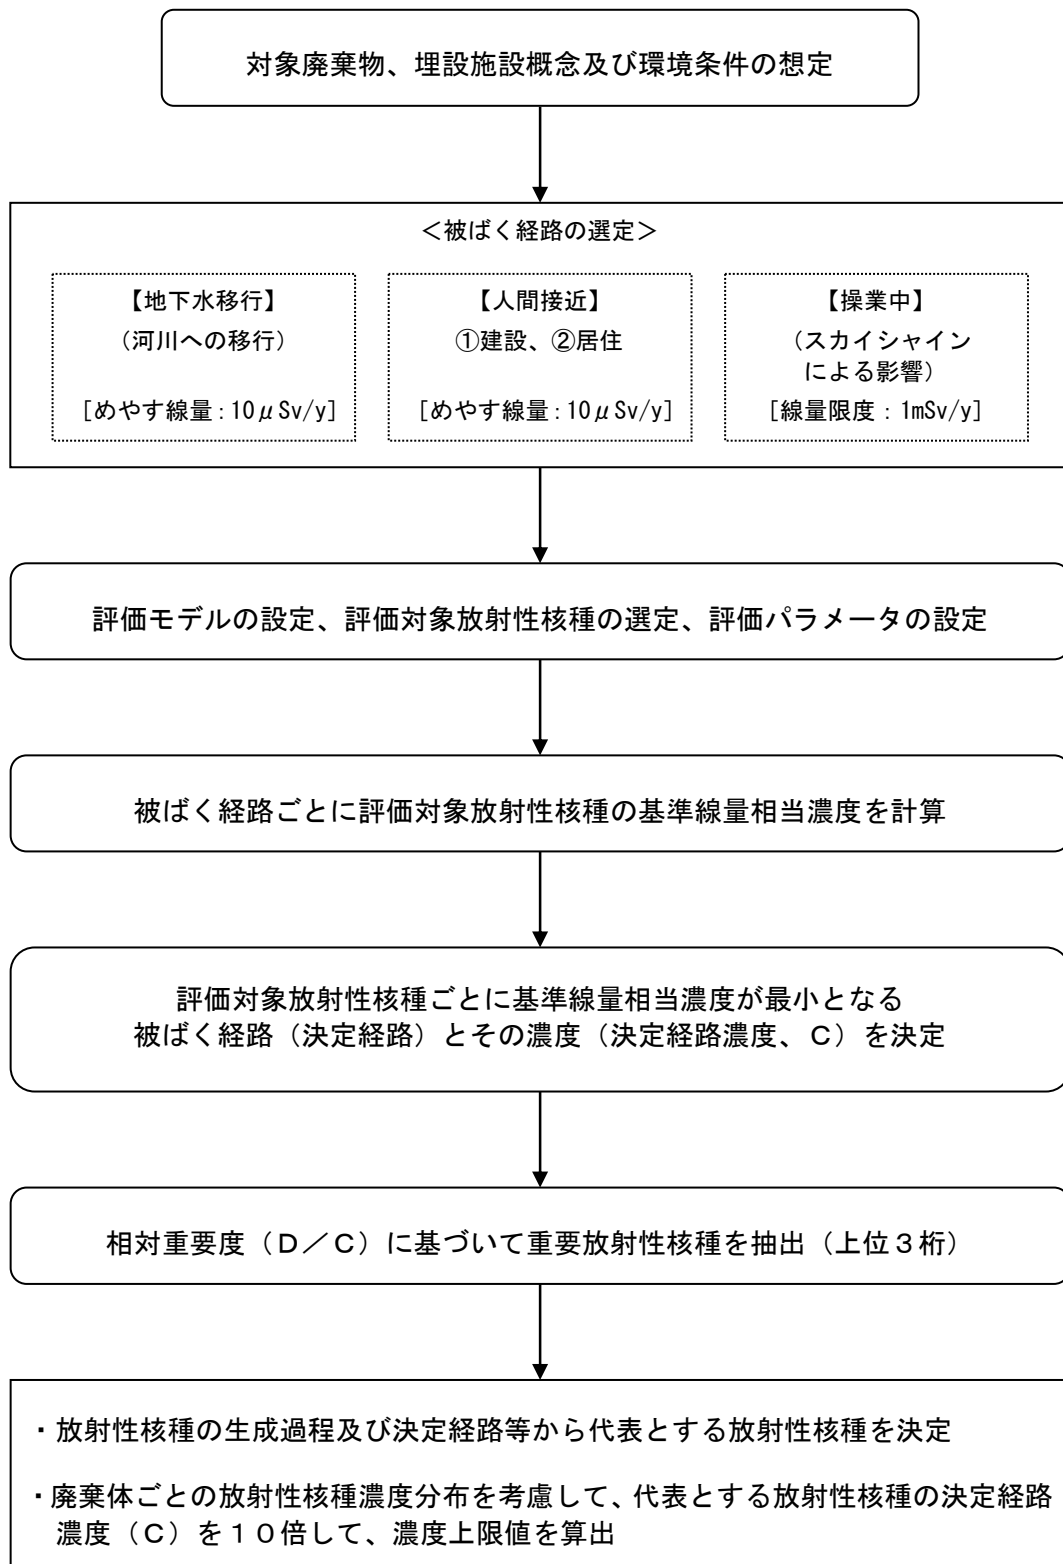 対象廃棄物、埋設施設概念及び環境条件の想定
＜被ばく経路の選定＞
【地下水移行】
（河川への移行）
［めやす線量：10μSv/y］
【人間接近】
①建設、②居住
［めやす線量：10μSv/y］
【操業中】
（スカイシャイン
による影響）
［線量限度：1mSv/y］
評価モデルの設定、評価対象放射性核種の選定、評価パラメータの設定
被ばく経路ごとに評価対象放射性核種の基準線量相当濃度を計算
評価対象放射性核種ごとに基準線量相当濃度が最小となる
被ばく経路（決定経路）とその濃度（決定経路濃度、Ｃ）を決定
相対重要度（Ｄ／Ｃ）に基づいて重要放射性核種を抽出（上位３桁）
・放射性核種の生成過程及び決定経路等から代表とする放射性核種を決定
・廃棄体ごとの放射性核種濃度分布を考慮して、代表とする放射性核種の決定経路
濃度（Ｃ）を１０倍して、濃度上限値を算出